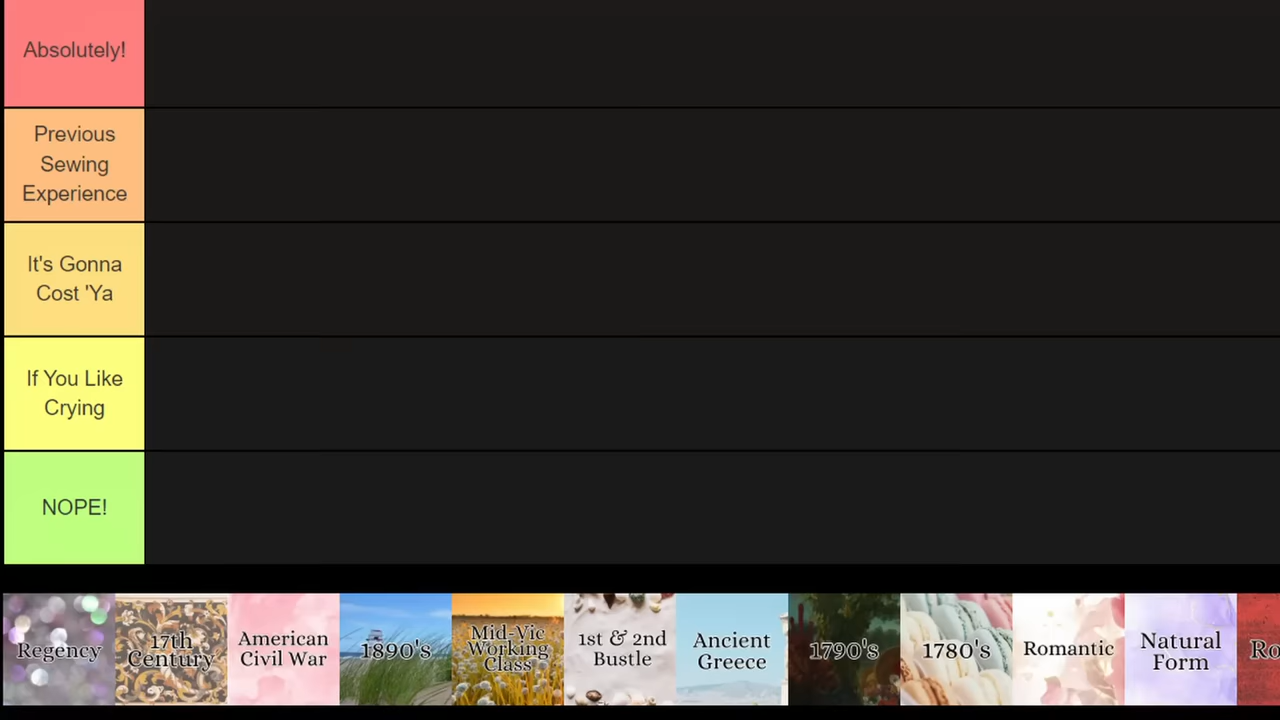 Absolutely!
Previous
Sewing
Experience
It's Gonna
Cost 'Ya
If You Like
Crying
NOPE!
Regency
17th
Century
American
Civil War
1890's
Mid-Vic
Working
Class
1st & 2nd
Bustle
Ancient
Greece
1790's
1780's
Romantic
Natural
Form
Ro